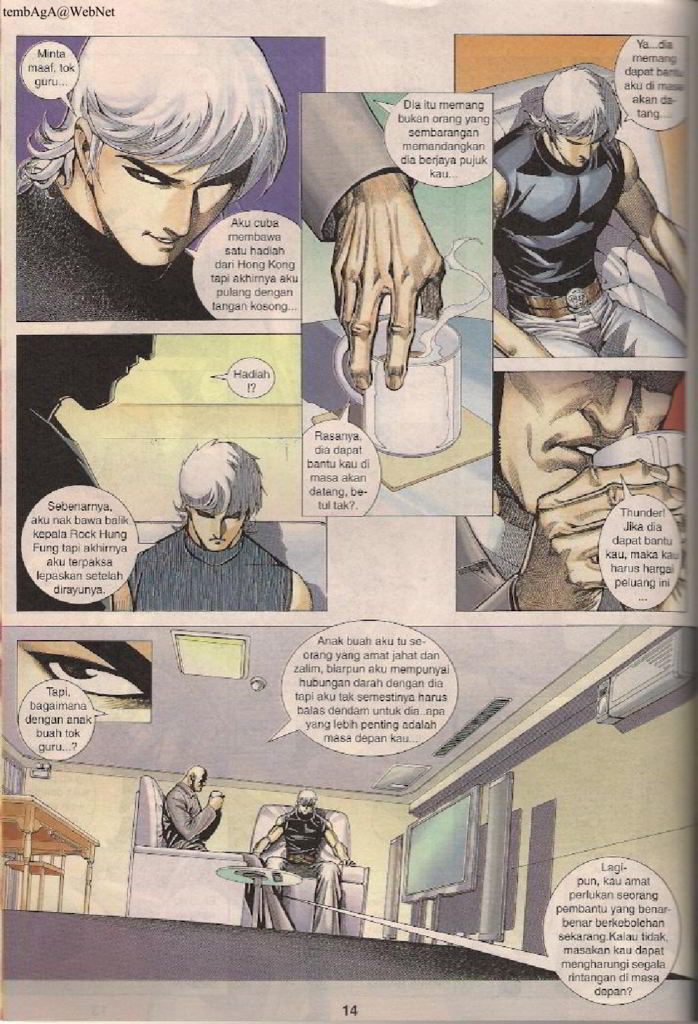 tembAgA@WebNet
Minta
maaf, tok
guru...
Aku cuba
membawa
satu hadiah
dari Hong Kong
tapi akhirnya aku
pulang dengan
tangan kosong...
Dia itu memang
bukan orang yang
sembarangan
memandangkan
dia berjaya pujuk
kau...
Ya...dia
memang
dapat bantu
aku di masa
akan da-
tang...
Hadiah
!?
Sebenarnya,
aku nak bawa balik
kepala Rock Hung
Fung tapi akhirnya
aku terpaksa
lepaskan setelah
dirayunya.
Rasanya,
dia dapat
bantu kau di
masa akan
datang, be-
tul tak?.
Thunder!
Jika dia
dapat bantu
kau, maka kau
harus hargai
peluang ini
...
Tapi,
bagaimana
dengan anak
buah tok
guru...?
Anak buah aku tu se-
orang yang amat jahat dan
zalim, biarpun aku mempunyai
hubungan darah dengan dia
tapi aku tak semestinya harus
balas dendam untuk dia..apa
yang lebih penting adalah
masa depan kau...
Lagi-
pun, kau amat
perlukan seorang
pembantu yang benar-
benar berkebolehan
sekarang.Kalau tidak,
masakan kau dapat
mengharungi segala
rintangan di masa
depan?
14